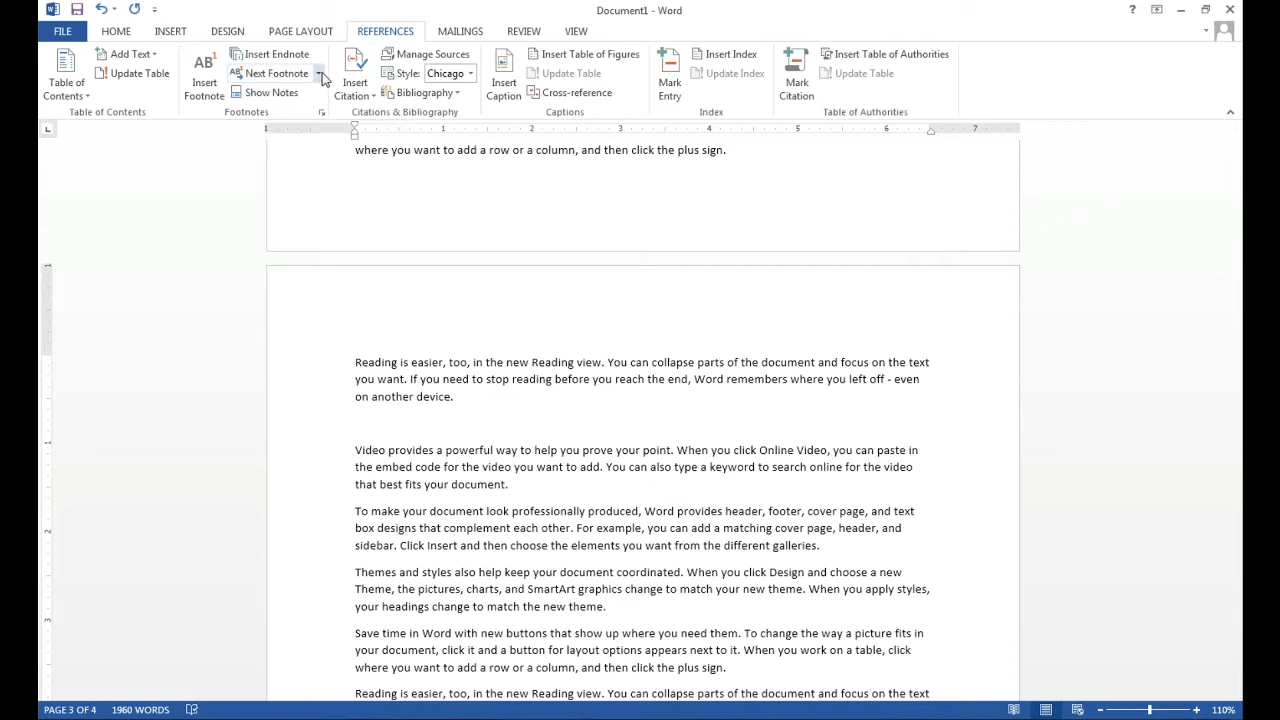 Document1 - Word
?
FILE HOME INSERT DESIGN PAGE LAYOUT REFERENCES MAILINGS REVIEW VIEW
Table of Contents
Add Text
Update Table
Table of Contents
AB1 Insert Footnote
Insert Endnote
AB1 Next Footnote
Show Notes
Footnotes
Insert Citation
Manage Sources
Style: Chicago
Bibliography
Citations & Bibliography
Insert Caption
Insert Table of Figures
Update Table
Cross-reference
Captions
Mark Entry
Insert Index
Update Index
Index
Mark Citation
Insert Table of Authorities
Update Table
Table of Authorities
1 1 2 3 4 5 6 7
where you want to add a row or a column, and then click the plus sign.
1
Reading is easier, too, in the new Reading view. You can collapse parts of the document and focus on the text
you want. If you need to stop reading before you reach the end, Word remembers where you left off - even
on another device.
1
Video provides a powerful way to help you prove your point. When you click Online Video, you can paste in
the embed code for the video you want to add. You can also type a keyword to search online for the video
that best fits your document.
To make your document look professionally produced, Word provides header, footer, cover page, and text
box designs that complement each other. For example, you can add a matching cover page, header, and
2
sidebar. Click Insert and then choose the elements you want from the different galleries.
Themes and styles also help keep your document coordinated. When you click Design and choose a new
Theme, the pictures, charts, and SmartArt graphics change to match your new theme. When you apply styles,
your headings change to match the new theme.
3
Save time in Word with new buttons that show up where you need them. To change the way a picture fits in
your document, click it and a button for layout options appears next to it. When you work on a table, click
where you want to add a row or a column, and then click the plus sign.
Reading is easier, too, in the new Reading view. You can collapse parts of the document and focus on the text
PAGE 3 OF 4 1960 WORDS 110%